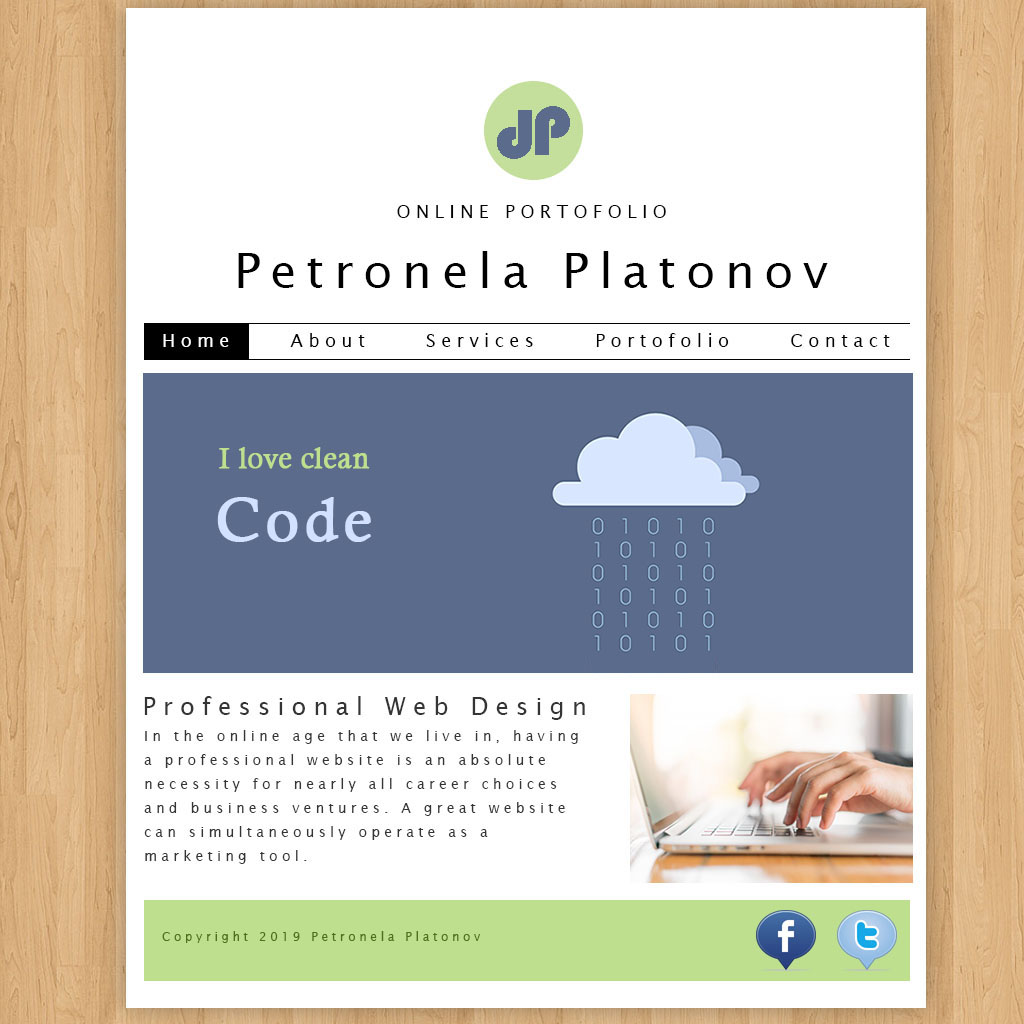 dp
ONLINE PORTOFOLIO
Petronela Platonov
Home About Services Portofolio Contact
I love clean
Code
0 1 0 1 0
1 0 1 0 1
0 1 0 1 0
1 0 1 0 1
0 1 0 1 0
1 0 1 0 1
Professional Web Design
In the online age that we live in, having
a professional website is an absolute
necessity for nearly all career choices
and business ventures. A great website
can simultaneously operate as a
marketing tool.
Copyright 2019 Petronela Platonov
f t